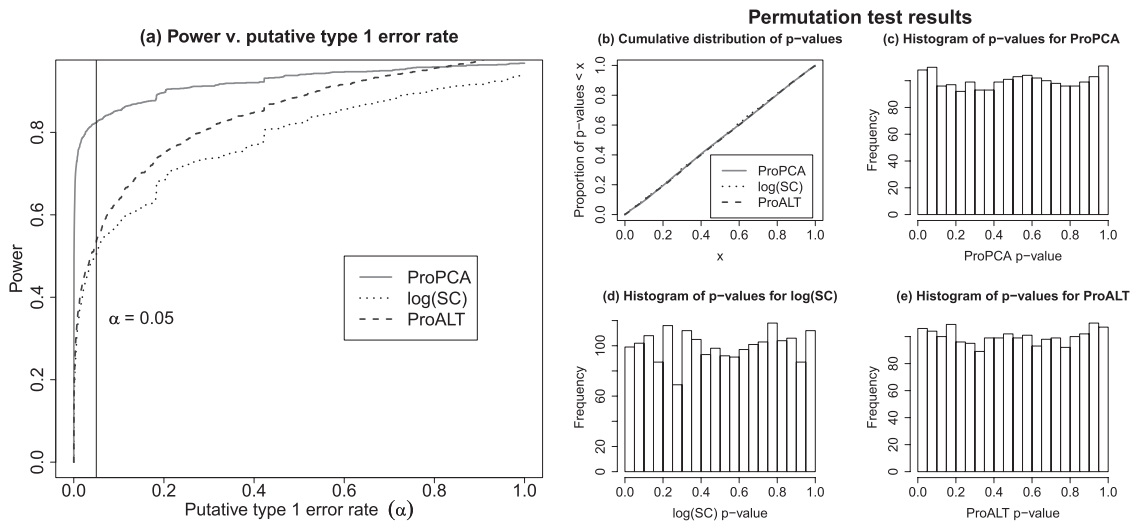 Permutation test results
(a) Power v. putative type 1 error rate
Power
0.0
0.2
0.4
0.6
0.8
α = 0.05
ProPCA
log(SC)
ProALT
0.0 0.2 0.4 0.6 0.8 1.0
Putative type 1 error rate (α)
(b) Cumulative distribution of p−values
Proportion of p−values < x
0.0 0.2 0.4 0.6 0.8 1.0
ProPCA
log(SC)
ProALT
0.0 0.2 0.4 0.6 0.8 1.0
x
(c) Histogram of p−values for ProPCA
Frequency
0 20 40 60 80
0.0 0.2 0.4 0.6 0.8 1.0
ProPCA p−value
(d) Histogram of p−values for log(SC)
Frequency
0 20 60 100
0.0 0.2 0.4 0.6 0.8 1.0
log(SC) p−value
(e) Histogram of p−values for ProALT
Frequency
0 20 40 60 80
0.0 0.2 0.4 0.6 0.8 1.0
ProALT p−value